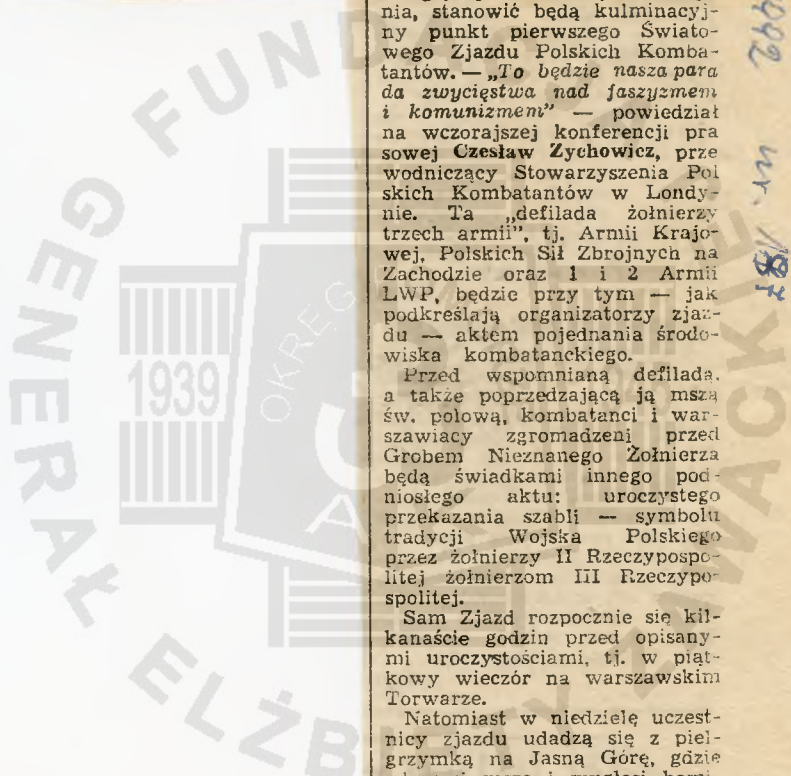 nia, stanowić będą kulminacyj-
ny punkt pierwszego Świato-
wego Zjazdu Polskich Komba-
tantów. — „To będzie nasza para
da zwycięstwa nad faszyzmem
i komunizmem” — powiedział
na wczorajszej konferencji pra
sowej Czesław Zychowicz, prze
wodniczący Stowarzyszenia Pol
skich Kombatantów w Londy-
nie. Ta „defilada żołnierzy
trzech armii”, tj. Armii Krajo-
wej, Polskich Sił Zbrojnych na
Zachodzie oraz 1 i 2 Armii
LWP, będzie przy tym — jak
podkreślają organizatorzy zjaz-
du — aktem pojednania środo-
wiska kombatanckiego.
Przed wspomnianą defiladą,
a także poprzedzającą ją mszą
św. polową, kombatanci i war-
szawiacy zgromadzeni przed
Grobem Nieznanego Żołnierza
będą świadkami innego pod-
niosłego aktu: uroczystego
przekazania szabli — symbolu
tradycji Wojska Polskiego
przez żołnierzy II Rzeczypospo-
litej żołnierzom III Rzeczypo-
spolitej.
Sam Zjazd rozpocznie się kil-
kanaście godzin przed opisany-
mi uroczystościami, tj. w piąt-
kowy wieczór na warszawskim
Torwarze.
Natomiast w niedzielę uczest-
nicy zjazdu udadzą się z piel-
grzymką na Jasną Górę, gdzie
1992 nr. 187
FUND
GENERAŁ
ELŻB
1939
OKRĘG
AK